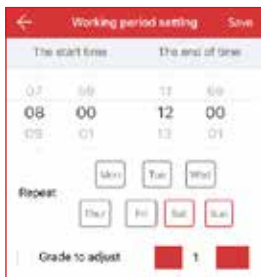 Working period setting Save
The start time The end of time
07 59 11 59
08 00 12 00
09 01 13 01
Mon Tue Wed
Repeat
Thur Fri Sat Sun
Grade to adjust 1